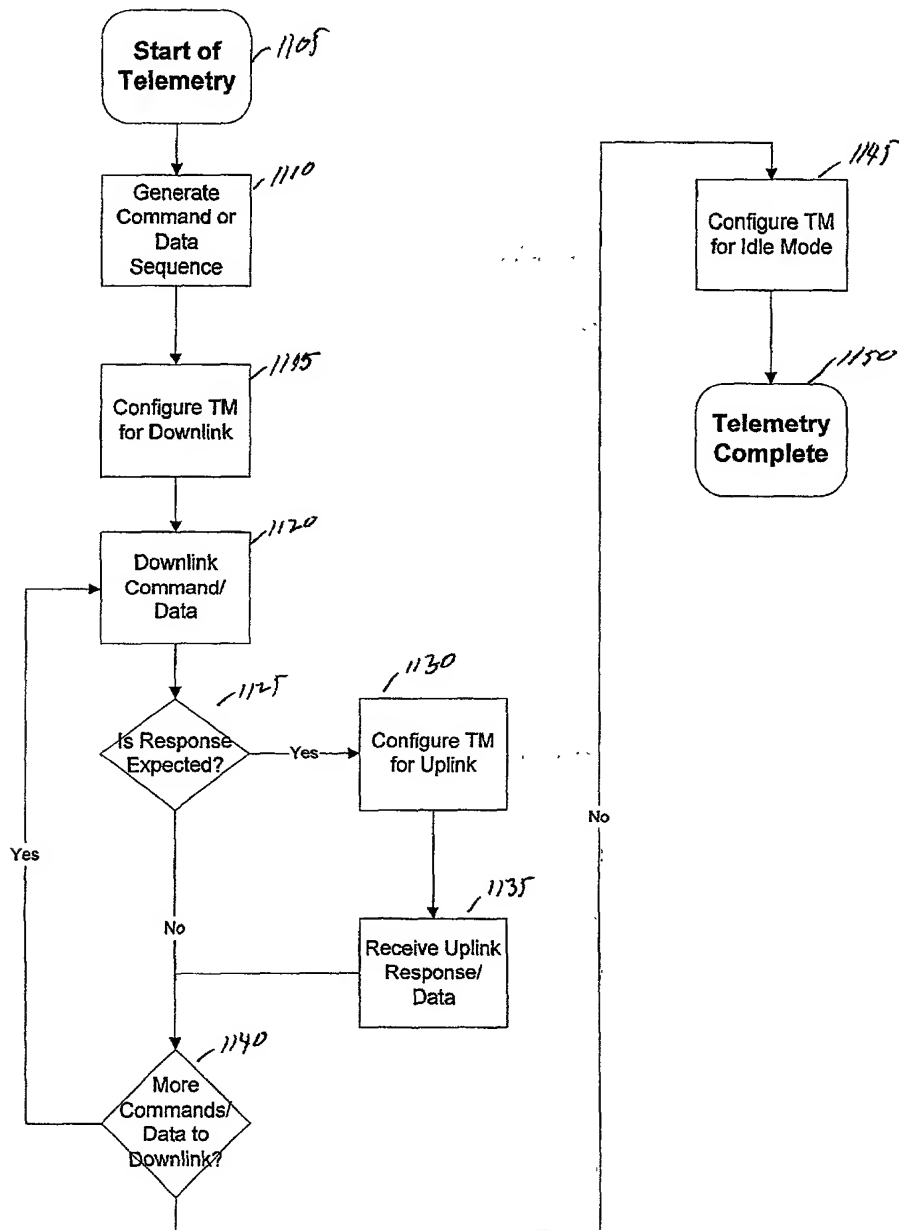 Start of
Telemetry
1105
Generate
Command or
Data
Sequence
1110
Configure TM
for Downlink
1115
Downlink
Command/
Data
1120
Is Response
Expected?
1125
Yes
Configure TM
for Uplink
1130
No
Receive Uplink
Response/
Data
1135
More
Commands/
Data to
Downlink?
1140
Yes
No
Configure TM
for Idle Mode
1145
Telemetry
Complete
1150